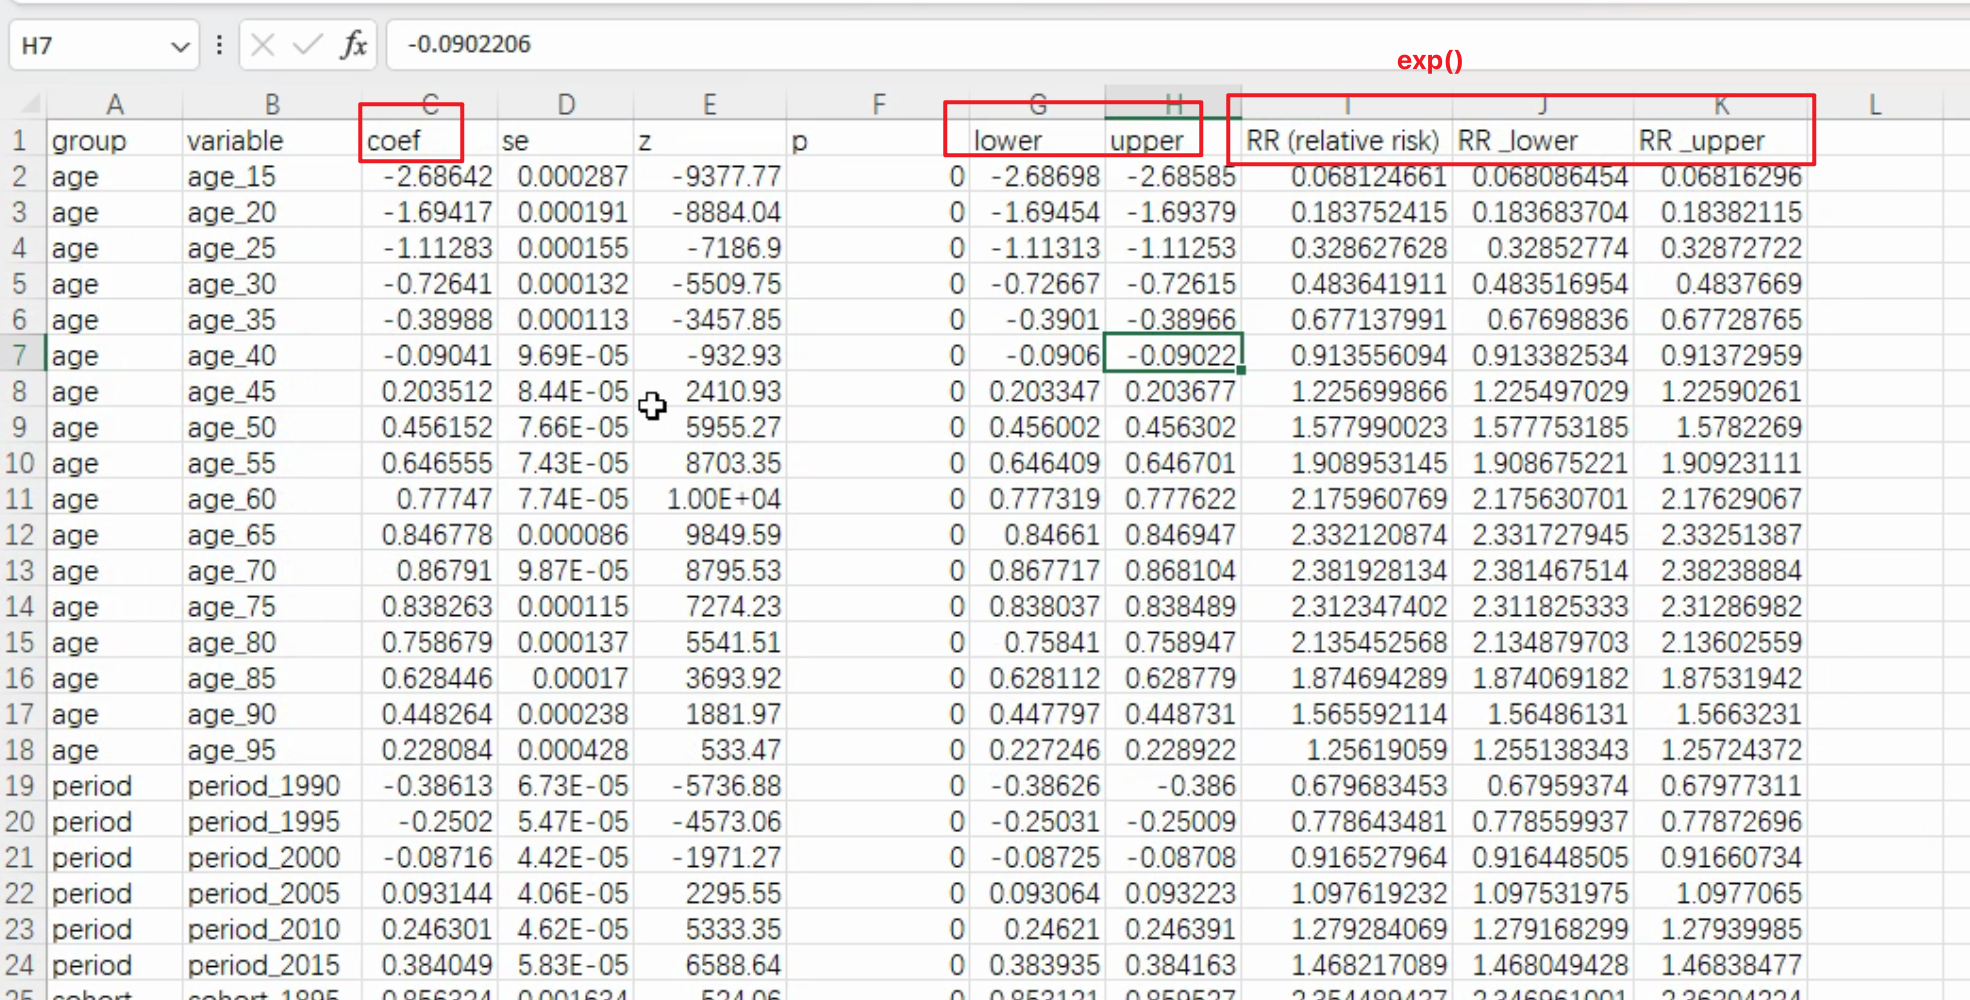 H7 fx -0.0902206
exp()
A B C D E F G H I J K L
1 group variable coef se z p lower upper RR (relative risk) RR _lower RR _upper
2 age age_15 -2.68642 0.000287 -9377.77 0 -2.68698 -2.68585 0.068124661 0.068086454 0.06816296
3 age age_20 -1.69417 0.000191 -8884.04 0 -1.69454 -1.69379 0.183752415 0.183683704 0.18382115
4 age age_25 -1.11283 0.000155 -7186.9 0 -1.11313 -1.11253 0.328627628 0.32852774 0.32872722
5 age age_30 -0.72641 0.000132 -5509.75 0 -0.72667 -0.72615 0.483641911 0.483516954 0.4837669
6 age age_35 -0.38988 0.000113 -3457.85 0 -0.3901 -0.38966 0.677137991 0.67698836 0.67728765
7 age age_40 -0.09041 9.69E-05 -932.93 0 -0.0906 -0.09022 0.913556094 0.913382534 0.91372959
8 age age_45 0.203512 8.44E-05 2410.93 0 0.203347 0.203677 1.225699866 1.225497029 1.22590261
9 age age_50 0.456152 7.66E-05 5955.27 0 0.456002 0.456302 1.577990023 1.577753185 1.5782269
10 age age_55 0.646555 7.43E-05 8703.35 0 0.646409 0.646701 1.908953145 1.908675221 1.90923111
11 age age_60 0.77747 7.74E-05 1.00E+04 0 0.777319 0.777622 2.175960769 2.175630701 2.17629067
12 age age_65 0.846778 0.000086 9849.59 0 0.84661 0.846947 2.332120874 2.331727945 2.33251387
13 age age_70 0.86791 9.87E-05 8795.53 0 0.867717 0.868104 2.381928134 2.381467514 2.38238884
14 age age_75 0.838263 0.000115 7274.23 0 0.838037 0.838489 2.312347402 2.311825333 2.31286982
15 age age_80 0.758679 0.000137 5541.51 0 0.75841 0.758947 2.135452568 2.134879703 2.13602559
16 age age_85 0.628446 0.00017 3693.92 0 0.628112 0.628779 1.874694289 1.874069182 1.87531942
17 age age_90 0.448264 0.000238 1881.97 0 0.447797 0.448731 1.565592114 1.56486131 1.5663231
18 age age_95 0.228084 0.000428 533.47 0 0.227246 0.228922 1.25619059 1.255138343 1.25724372
19 period period_1990 -0.38613 6.73E-05 -5736.88 0 -0.38626 -0.386 0.679683453 0.67959374 0.67977311
20 period period_1995 -0.2502 5.47E-05 -4573.06 0 -0.25031 -0.25009 0.778643481 0.778559937 0.77872696
21 period period_2000 -0.08716 4.42E-05 -1971.27 0 -0.08725 -0.08708 0.916527964 0.916448505 0.91660734
22 period period_2005 0.093144 4.06E-05 2295.55 0 0.093064 0.093223 1.097619232 1.097531975 1.0977065
23 period period_2010 0.246301 4.62E-05 5333.35 0 0.24621 0.246391 1.279284069 1.279168299 1.27939985
24 period period_2015 0.384049 5.83E-05 6588.64 0 0.383935 0.384163 1.468217089 1.468049428 1.46838477
25 cohort cohort_1895 0.856324 0.001634 524.06 0 0.853121 0.859527 2.354489427 2.346961001 2.36204224